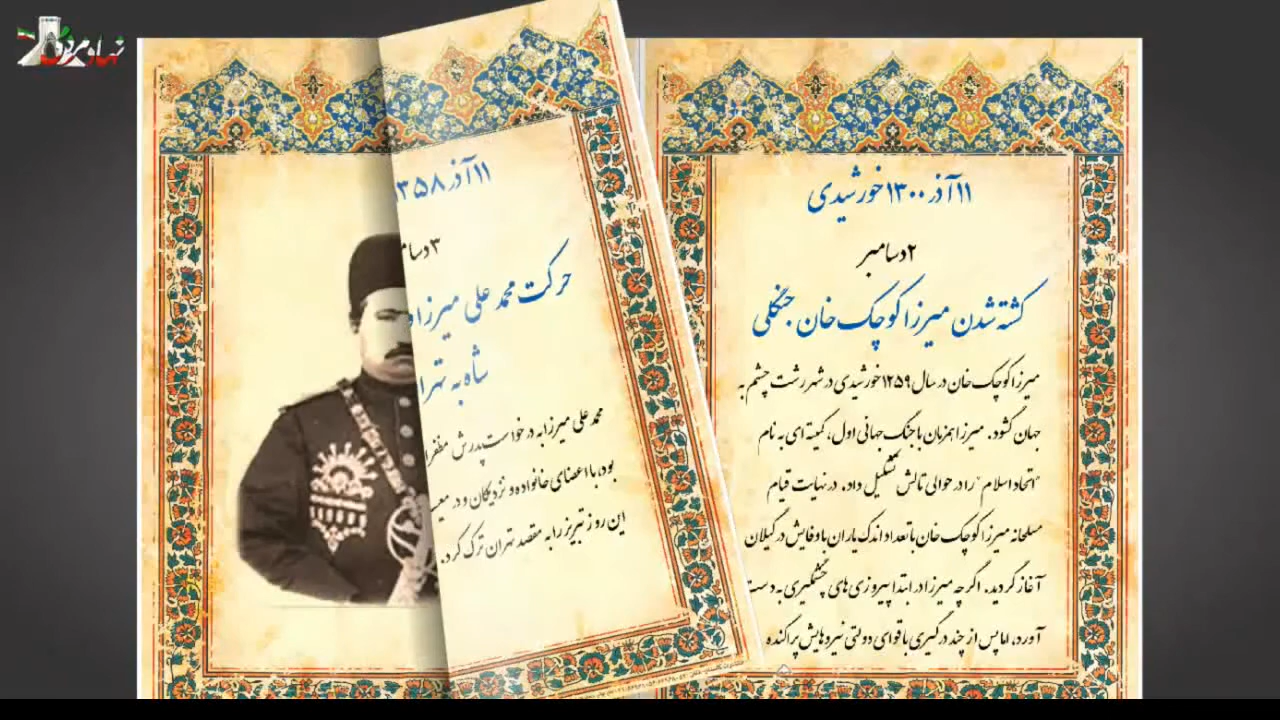 ۱۱ آذر ۱۳۰۰ خورشیدی
۲ دسامبر
کشته شدن میرزا کوچک خان جنگلی
میرزا کوچک خان در سال ۱۲۵۹ خورشیدی در شهر رشت چشم به
جهان گشود. میرزا همزمان با جنگ جهانی اول، کمیته ای به نام
"اتحاد اسلام" را در حوالی تالش تشکیل داد. در نهایت قیام
مسلحانه میرزا کوچک خان با تعداد اندک یاران باوفایش در گیلان
آغاز گردید. اگرچه میرزا در ابتدا پیروزی های چشمگیری به دست
آورد، اما پس از چند درگیری با قوای دولتی نیروهایش پراکنده
۱۱ آذر ۳۵۸
۳ دسا
حرکت محمد علی میرزا
شاه به تهرا
محمد علی میرزا به درخواست پدرش مظفر
بود، با اعضای خانواده و نزدیکان و در معیـ
این روز تبریز را به مقصد تهران ترک کرد.